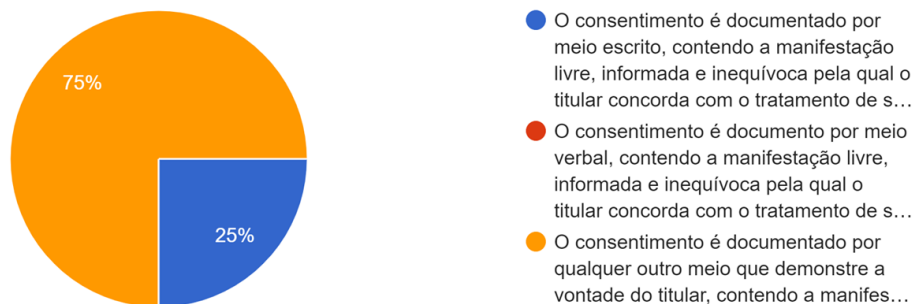 75%
25%
O consentimento é documentado por
meio escrito, contendo a manifestação
livre, informada e inequívoca pela qual o
titular concorda com o tratamento de s…
O consentimento é documento por meio
verbal, contendo a manifestação livre,
informada e inequívoca pela qual o
titular concorda com o tratamento de s…
O consentimento é documentado por
qualquer outro meio que demonstre a
vontade do titular, contendo a manifes…